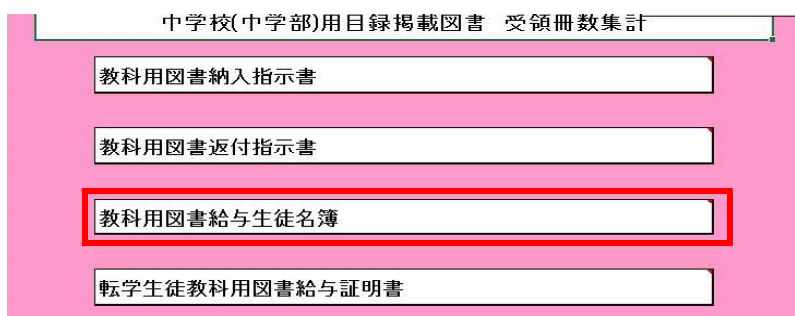 中学校(中学部)用目録掲載図書　受領冊数集計
教科用図書納入指示書
教科用図書返付指示書
教科用図書給与生徒名簿
転学生徒教科用図書給与証明書